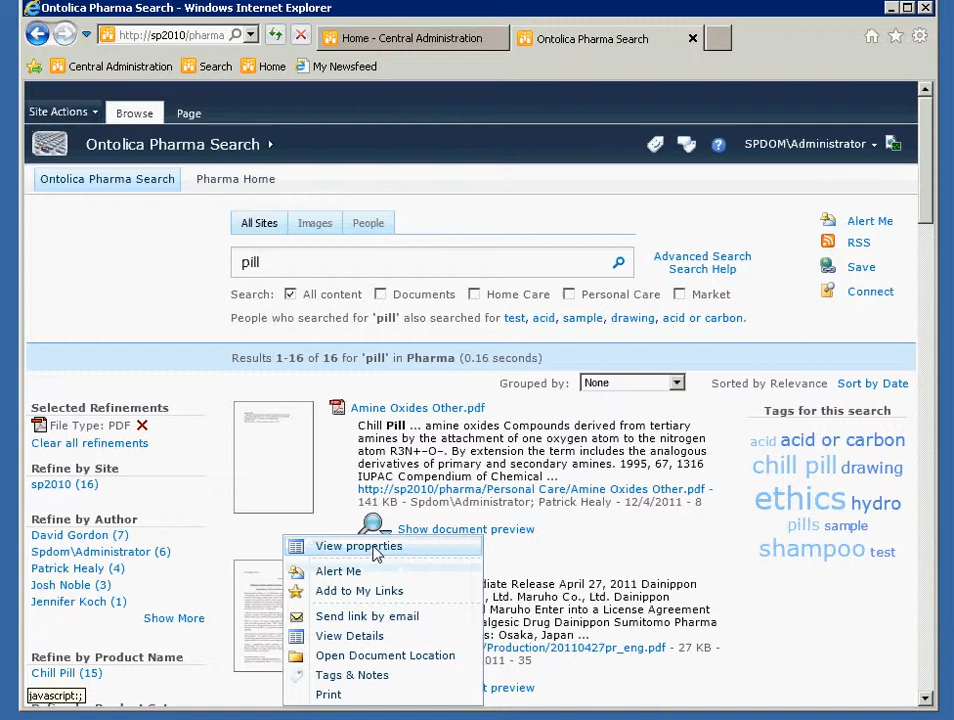 Ontolica Pharma Search - Windows Internet Explorer
http://sp2010/pharma
Home - Central Administration
Ontolica Pharma Search
Central Administration
Search
Home
My Newsfeed
Site Actions
Browse
Page
Ontolica Pharma Search
SPDOM\Administrator
Ontolica Pharma Search
Pharma Home
All Sites
Images
People
Alert Me
RSS
Save
Connect
pill
Advanced Search
Search Help
Search: All content Documents Home Care Personal Care Market
People who searched for 'pill' also searched for test, acid, sample, drawing, acid or carbon.
Results 1-16 of 16 for 'pill' in Pharma (0.16 seconds)
Grouped by: None
Sorted by Relevance Sort by Date
Selected Refinements
File Type: PDF
Clear all refinements
Refine by Site
sp2010 (16)
Refine by Author
David Gordon (7)
Spdom\Administrator (6)
Patrick Healy (4)
Josh Noble (3)
Jennifer Koch (1)
Show More
Refine by Product Name
Chill Pill (15)
javascript:;
Amine Oxides Other.pdf
Chill Pill ... amine oxides Compounds derived from tertiary
amines by the attachment of one oxygen atom to the nitrogen
atom R3N+–O–. By extension the term includes the analogous
derivatives of primary and secondary amines. 1995, 67, 1316
IUPAC Compendium of Chemical ...
http://sp2010/pharma/Personal Care/Amine Oxides Other.pdf -
141 KB - Spdom\Administrator; Patrick Healy - 12/4/2011 - 8
Show document preview
View properties
Alert Me
Add to My Links
Send link by email
View Details
Open Document Location
Tags & Notes
Print
ediate Release April 27, 2011 Dainippon
, Ltd. Maruho Co., Ltd. Maruho
Maruho Enter into a License Agreement
algesic Drug Dainippon Sumitomo Pharma
rs: Osaka, Japan ...
/Production/20110427pr_eng.pdf - 27 KB -
2011 - 35
t preview
Tags for this search
acid acid or carbon
chill pill drawing
ethics hydro
pills sample
shampoo test